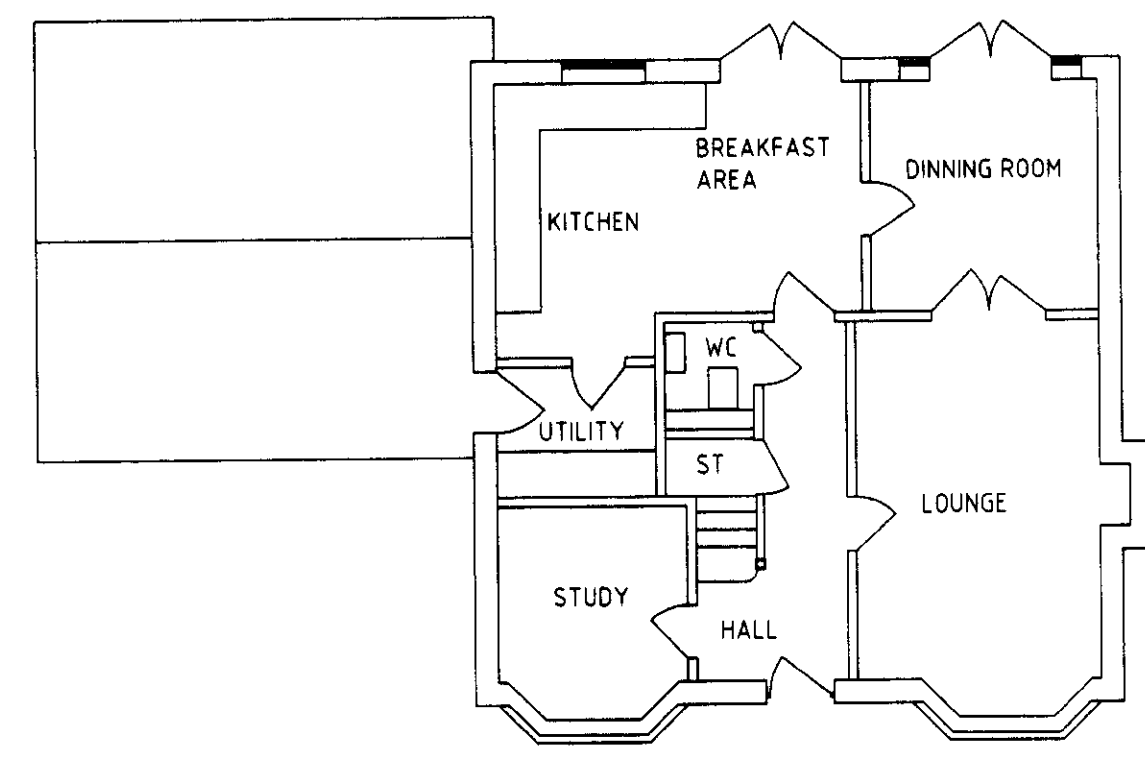 BREAKFAST
AREA
DINNING ROOM
KITCHEN
WC
UTILITY
ST
LOUNGE
STUDY
HALL